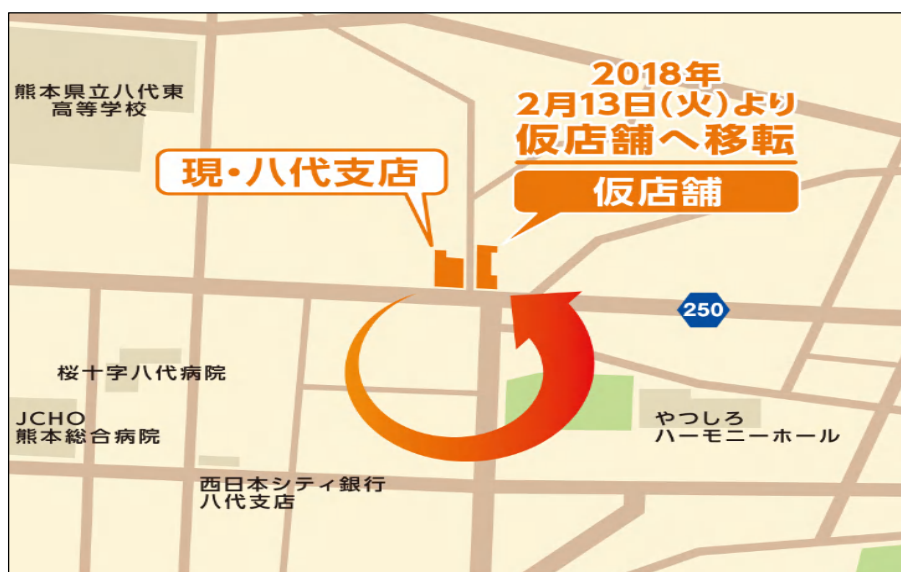 熊本県立八代東
高等学校
2018年
2月13日(火)より
仮店舗へ移転
現・八代支店
仮店舗
250
桜十字八代病院
JCHO
熊本総合病院
やつしろ
ハーモニーホール
西日本シティ銀行
八代支店